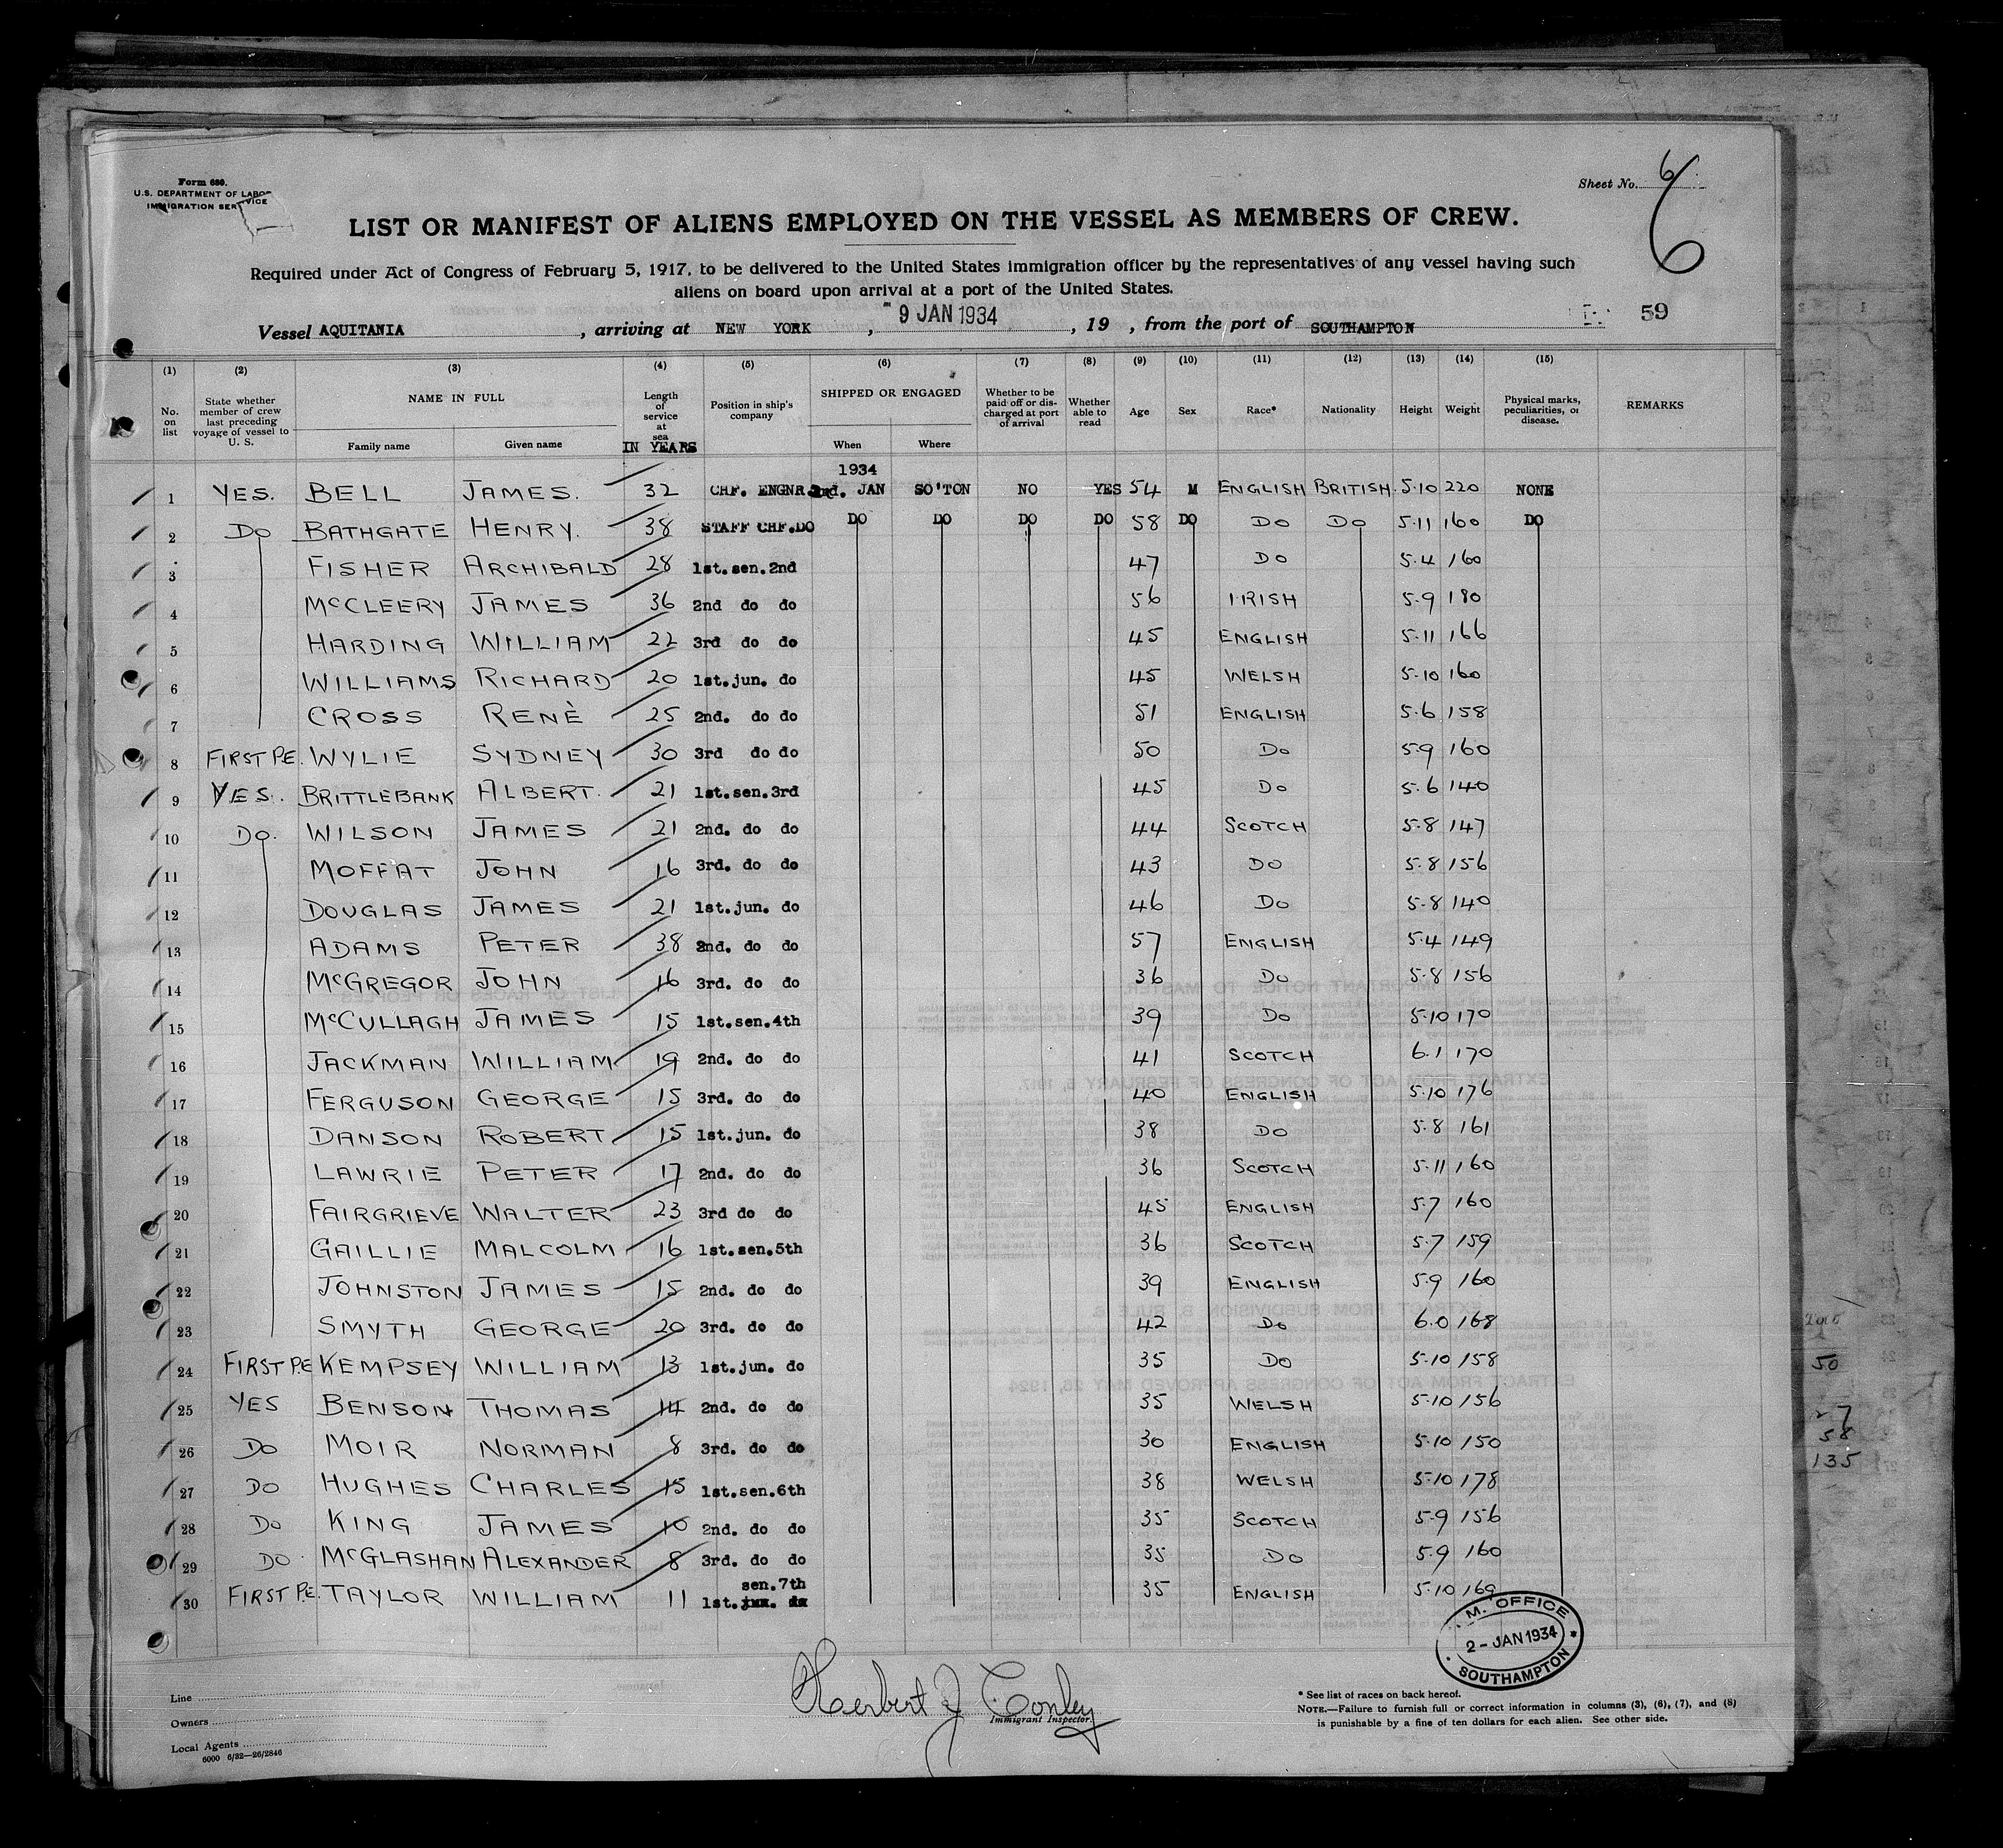 Form 680.
U.S. DEPARTMENT OF LABOR
IMMIGRATION SERVICE
Sheet No. 6
6
LIST OR MANIFEST OF ALIENS EMPLOYED ON THE VESSEL AS MEMBERS OF CREW.
Required under Act of Congress of February 5, 1917, to be delivered to the United States immigration officer by the representatives of any vessel having such
aliens on board upon arrival at a port of the United States.
Vessel AQUITANIA, arriving at NEW YORK, 9 JAN 1934, 19 , from the port of SOUTHAMPTON 59
(1) (2) (3) (4) (5) (6) (7) (8) (9) (10) (11) (12) (13) (14) (15)
No. on list State whether member of crew last preceding voyage of vessel to U. S. NAME IN FULL Family name Given name Length of service at sea IN YEARS Position in ship's company SHIPPED OR ENGAGED When Where Whether to be paid off or discharged at port of arrival Whether able to read Age Sex Race* Nationality Height Weight Physical marks, peculiarities, or disease. REMARKS
1934
1 YES. BELL JAMES. 32 CHF. ENGNR. 2nd. JAN SO'TON NO YES 54 M ENGLISH BRITISH. 5.10 220 NONE
2 DO BATHGATE HENRY. 38 STAFF CHF.DO DO DO DO DO 58 DO DO DO 5.11 160 DO
3 FISHER ARCHIBALD 28 1st.sen.2nd 47 DO 5.4 160
4 McCLEERY JAMES 36 2nd do do 56 IRISH 5.9 180
5 HARDING WILLIAM 22 3rd do do 45 ENGLISH 5.11 166
6 WILLIAMS RICHARD 20 1st.jun. do 45 WELSH 5.10 160
7 CROSS RENÈ 25 2nd. do do 51 ENGLISH 5.6 158
8 FIRST P.E. WYLIE SYDNEY 30 3rd do do 50 DO 5.9 160
9 YES. BRITTLEBANK ALBERT. 21 1st.sen.3rd 45 DO 5.6 140
10 DO. WILSON JAMES 21 2nd. do do 44 SCOTCH 5.8 147
11 MOFFAT JOHN 16 3rd. do do 43 DO 5.8 156
12 DOUGLAS JAMES 21 1st.jun. do 46 DO 5.8 140
13 ADAMS PETER 38 2nd. do do 57 ENGLISH 5.4 149
14 McGREGOR JOHN 16 3rd. do do 36 DO 5.8 156
15 McCULLAGH JAMES 15 1st.sen.4th 39 DO 5.10 170
16 JACKMAN WILLIAM 19 2nd. do do 41 SCOTCH 6.1 170
17 FERGUSON GEORGE 15 3rd. do do 40 ENGLISH 5.10 176
18 DANSON ROBERT 15 1st.jun. do 38 DO 5.8 161
19 LAWRIE PETER 17 2nd. do do 36 SCOTCH 5.11 160
20 FAIRGRIEVE WALTER 23 3rd do do 45 ENGLISH 5.7 160
21 GAILLIE MALCOLM 16 1st.sen.5th 36 SCOTCH 5.7 159
22 JOHNSTON JAMES 15 2nd. do do 39 ENGLISH 5.9 160
23 SMYTH GEORGE 20 3rd. do do 42 DO 6.0 168
24 FIRST P.E KEMPSEY WILLIAM 13 1st.jun. do 35 DO 5.10 158
25 YES BENSON THOMAS 14 2nd. do do 35 WELSH 5.10 156
26 DO MOIR NORMAN 8 3rd. do do 30 ENGLISH 5.10 150
27 DO HUGHES CHARLES 15 1st.sen.6th 38 WELSH 5.10 178
28 DO KING JAMES 10 2nd. do do 35 SCOTCH 5.9 156
29 DO McGLASHAN ALEXANDER 8 3rd. do do 35 DO 5.9 160
30 FIRST P.E. TAYLOR WILLIAM 11 1st. sen.7th 35 ENGLISH 5.10 169
50
58
135
M. OFFICE
2 - JAN 1934
SOUTHAMPTON
Herbert J Conley
Immigrant Inspector.
Line
Owners
Local Agents
6000 6/32—26/2846
* See list of races on back hereof.
NOTE.—Failure to furnish full or correct information in columns (3), (6), (7), and (8)
is punishable by a fine of ten dollars for each alien. See other side.